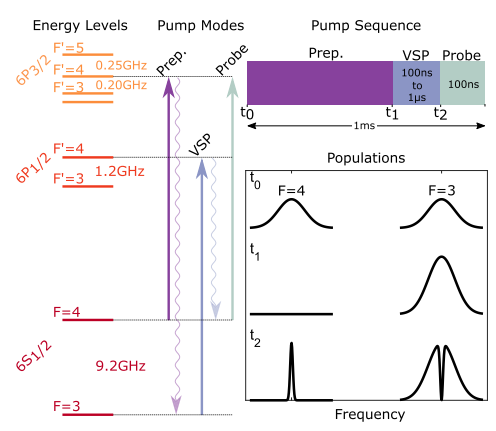 Energy Levels
Pump Modes
Pump Sequence
6P3/2
F'=5
F'=4
0.25GHz
F'=3
0.20GHz
6P1/2
F'=4
F'=3
1.2GHz
6S1/2
F=4
9.2GHz
F=3
Prep.
VSP
Probe
Prep.
VSP
Probe
100ns
to
1μs
100ns
t0
t1
t2
1ms
Populations
t0
F=4
F=3
t1
t2
Frequency